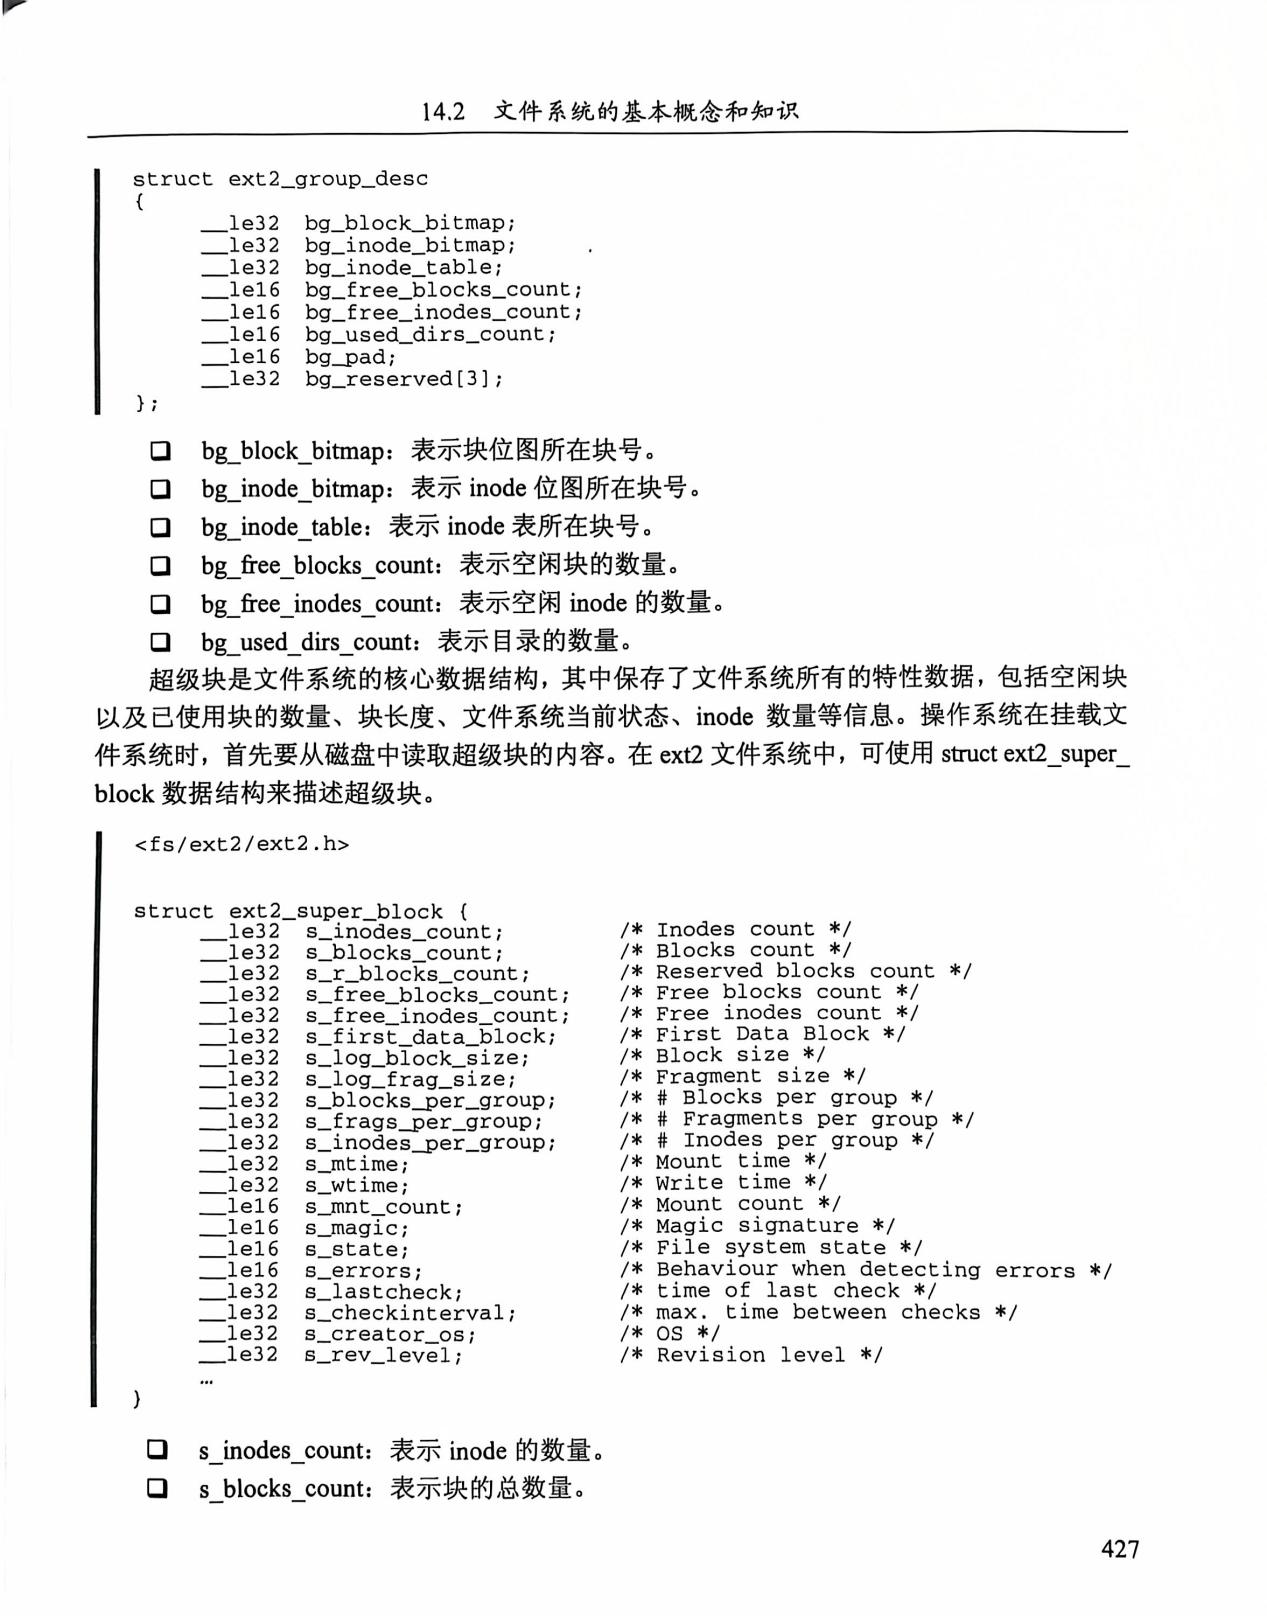 14.2 文件系统的基本概念和知识
struct ext2_group_desc
{
__le32 bg_block_bitmap;
__le32 bg_inode_bitmap;
__le32 bg_inode_table;
__le16 bg_free_blocks_count;
__le16 bg_free_inodes_count;
__le16 bg_used_dirs_count;
__le16 bg_pad;
__le32 bg_reserved[3];
};
❑ bg_block_bitmap：表示块位图所在块号。
❑ bg_inode_bitmap：表示 inode 位图所在块号。
❑ bg_inode_table：表示 inode 表所在块号。
❑ bg_free_blocks_count：表示空闲块的数量。
❑ bg_free_inodes_count：表示空闲 inode 的数量。
❑ bg_used_dirs_count：表示目录的数量。
超级块是文件系统的核心数据结构，其中保存了文件系统所有的特性数据，包括空闲块
以及已使用块的数量、块长度、文件系统当前状态、inode 数量等信息。操作系统在挂载文
件系统时，首先要从磁盘中读取超级块的内容。在 ext2 文件系统中，可使用 struct ext2_super_
block 数据结构来描述超级块。
<fs/ext2/ext2.h>
struct ext2_super_block {
__le32 s_inodes_count; /* Inodes count */
__le32 s_blocks_count; /* Blocks count */
__le32 s_r_blocks_count; /* Reserved blocks count */
__le32 s_free_blocks_count; /* Free blocks count */
__le32 s_free_inodes_count; /* Free inodes count */
__le32 s_first_data_block; /* First Data Block */
__le32 s_log_block_size; /* Block size */
__le32 s_log_frag_size; /* Fragment size */
__le32 s_blocks_per_group; /* # Blocks per group */
__le32 s_frags_per_group; /* # Fragments per group */
__le32 s_inodes_per_group; /* # Inodes per group */
__le32 s_mtime; /* Mount time */
__le32 s_wtime; /* Write time */
__le16 s_mnt_count; /* Mount count */
__le16 s_magic; /* Magic signature */
__le16 s_state; /* File system state */
__le16 s_errors; /* Behaviour when detecting errors */
__le32 s_lastcheck; /* time of last check */
__le32 s_checkinterval; /* max. time between checks */
__le32 s_creator_os; /* OS */
__le32 s_rev_level; /* Revision level */
…
}
❑ s_inodes_count：表示 inode 的数量。
❑ s_blocks_count：表示块的总数量。
427